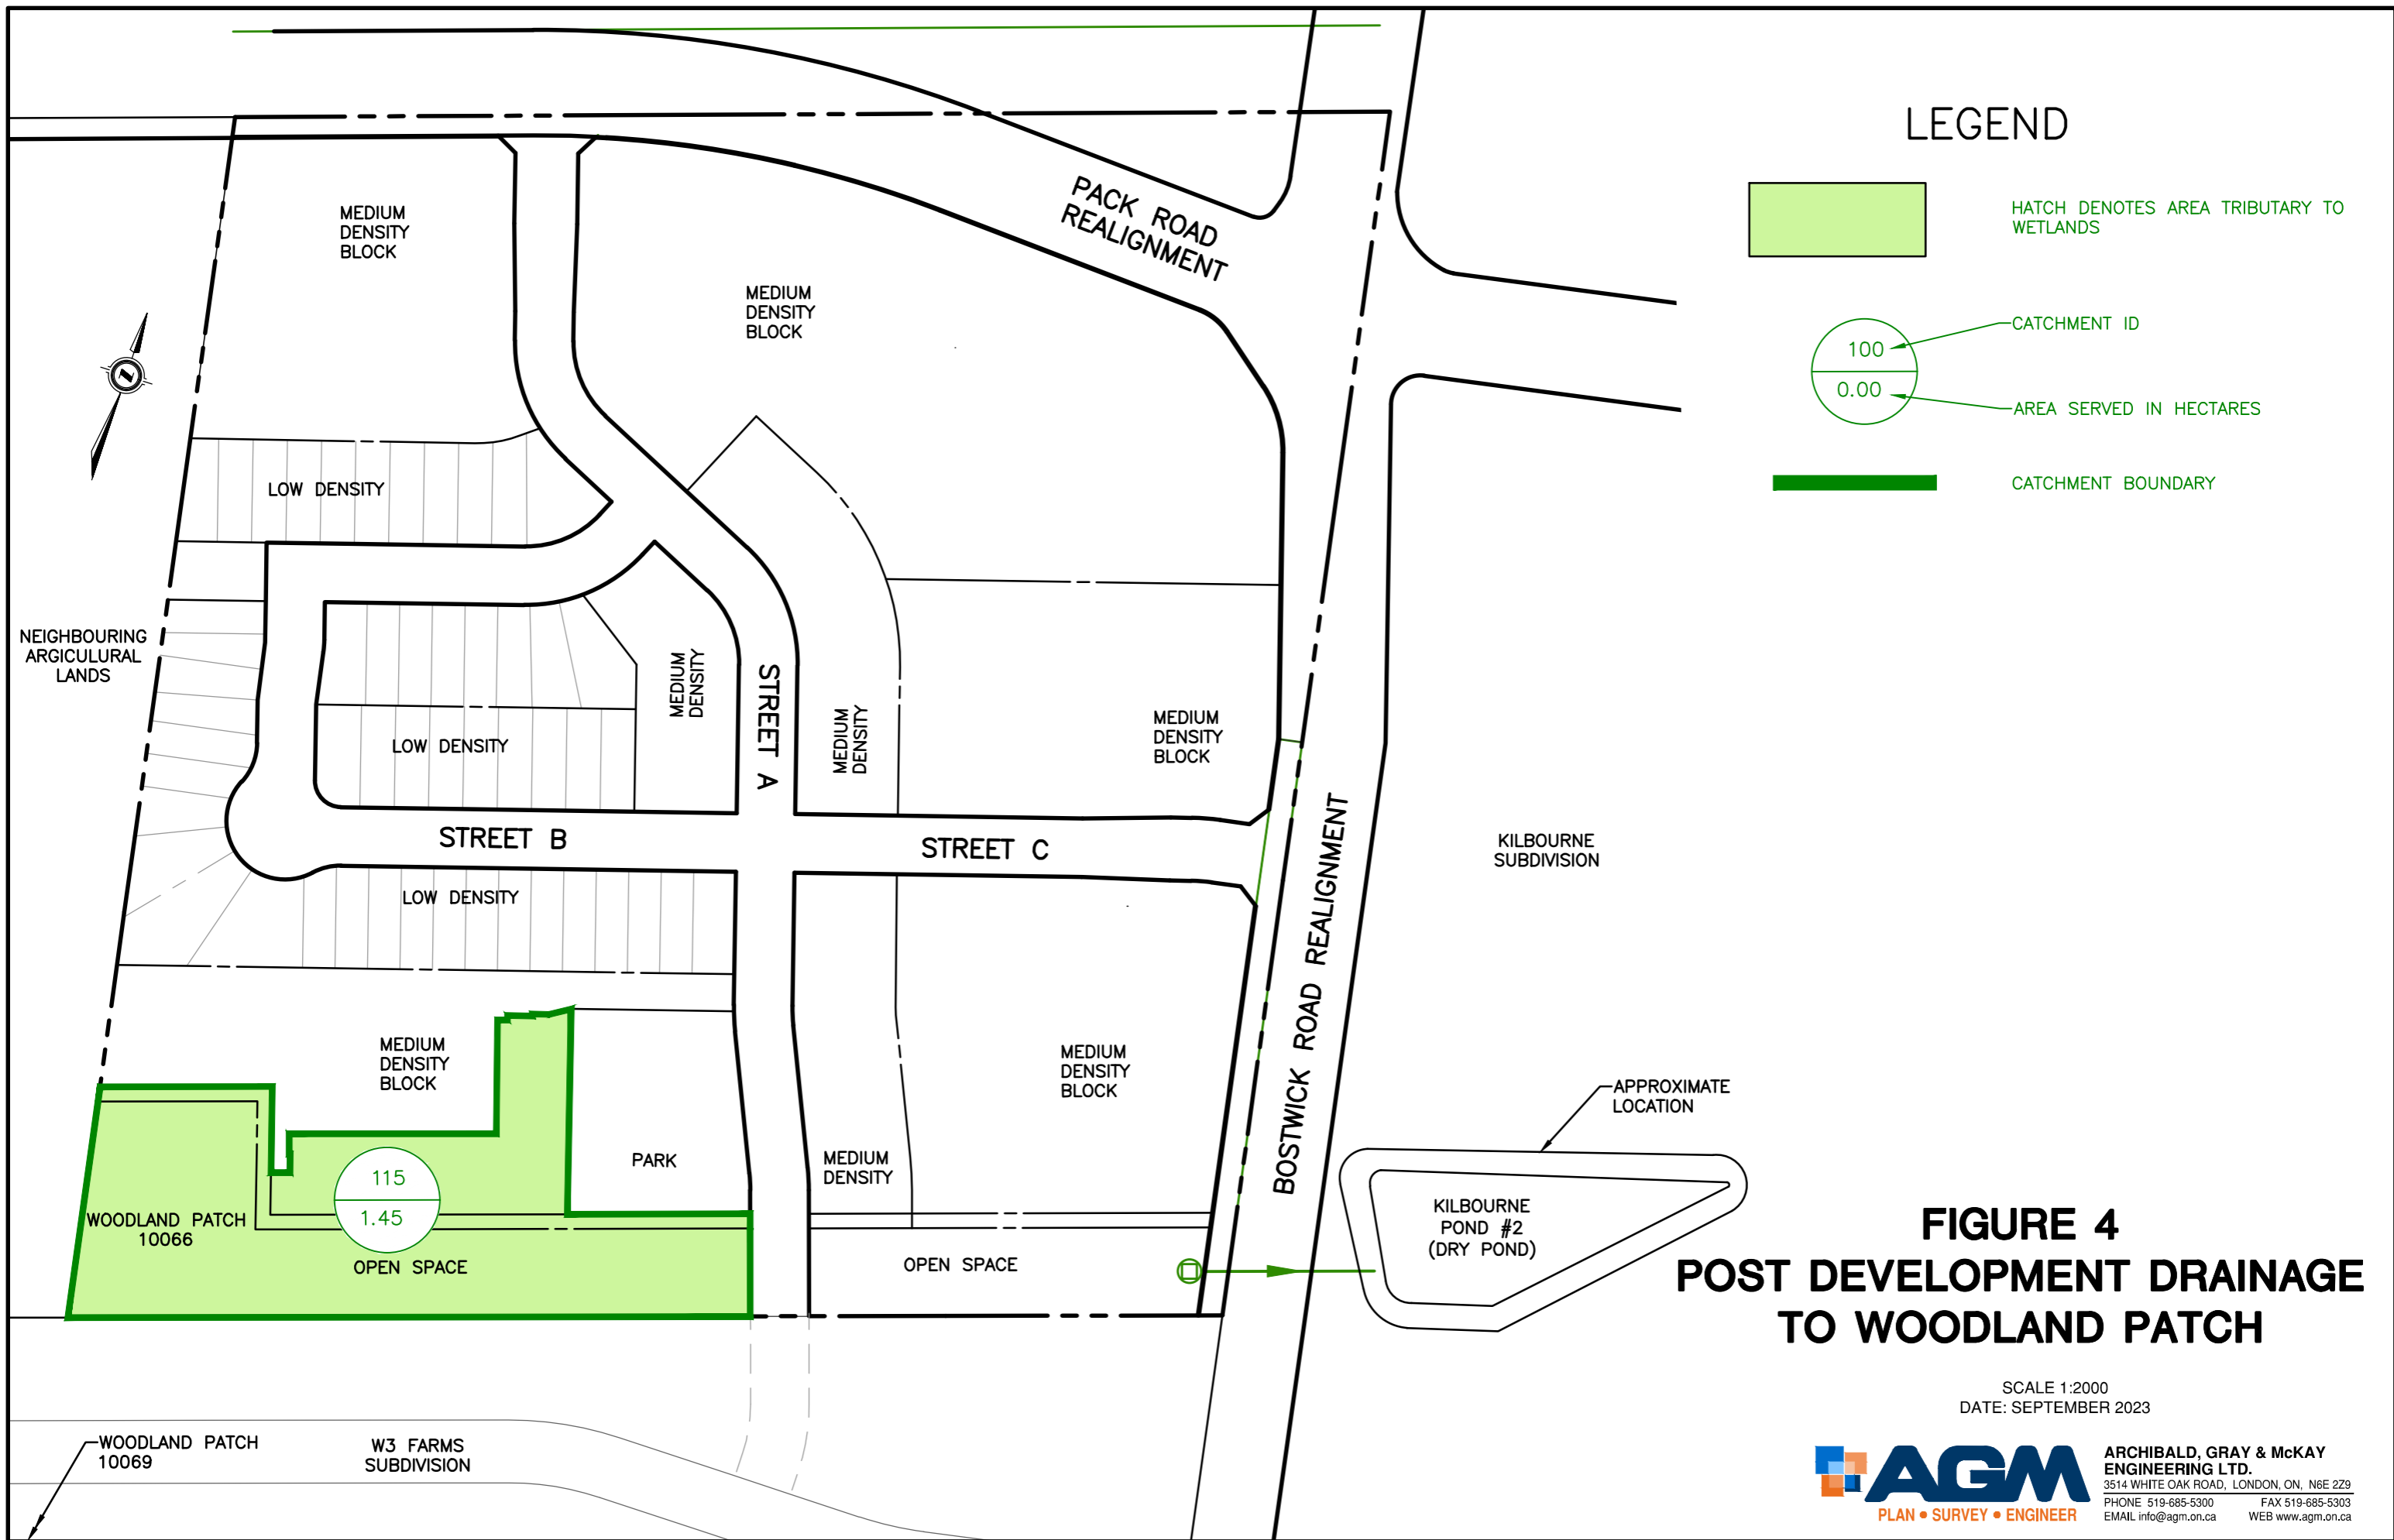 PACK ROAD
REALIGNMENT
LEGEND
HATCH DENOTES AREA TRIBUTARY TO
WETLANDS
100
0.00
CATCHMENT ID
AREA SERVED IN HECTARES
CATCHMENT BOUNDARY
MEDIUM
DENSITY
BLOCK
MEDIUM
DENSITY
BLOCK
LOW DENSITY
NEIGHBOURING
ARGICULURAL
LANDS
MEDIUM
DENSITY
STREET A
MEDIUM
DENSITY
MEDIUM
DENSITY
BLOCK
LOW DENSITY
STREET B
STREET C
BOSTWICK ROAD REALIGNMENT
KILBOURNE
SUBDIVISION
LOW DENSITY
MEDIUM
DENSITY
BLOCK
MEDIUM
DENSITY
BLOCK
PARK
MEDIUM
DENSITY
115
1.45
WOODLAND PATCH
10066
OPEN SPACE
OPEN SPACE
APPROXIMATE
LOCATION
KILBOURNE
POND #2
(DRY POND)
WOODLAND PATCH
10069
W3 FARMS
SUBDIVISION
FIGURE 4
POST DEVELOPMENT DRAINAGE
TO WOODLAND PATCH
SCALE 1:2000
DATE: SEPTEMBER 2023
AGM
PLAN • SURVEY • ENGINEER
ARCHIBALD, GRAY & McKAY
ENGINEERING LTD.
3514 WHITE OAK ROAD, LONDON, ON, N6E 2Z9
PHONE 519-685-5300 FAX 519-685-5303
EMAIL info@agm.on.ca WEB www.agm.on.ca
Z